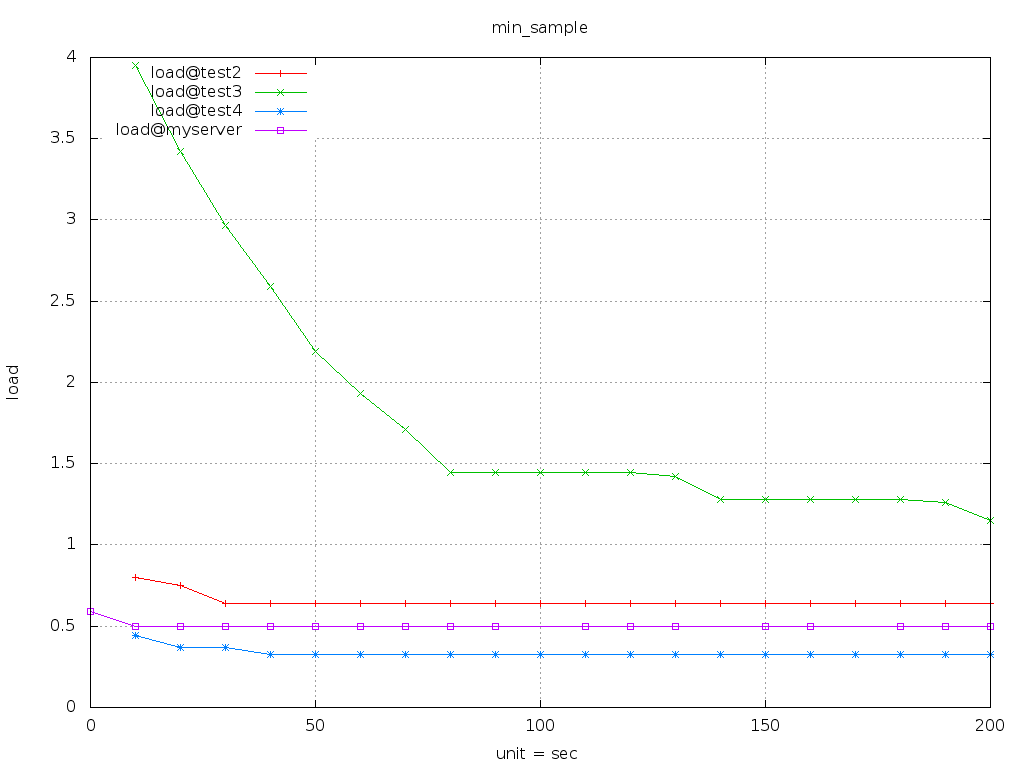 min_sample
4
load@test2
load@test3
load@test4
load@myserver
3.5
3
2.5
2
load
1.5
1
0.5
0
0 50 100 150 200
unit = sec